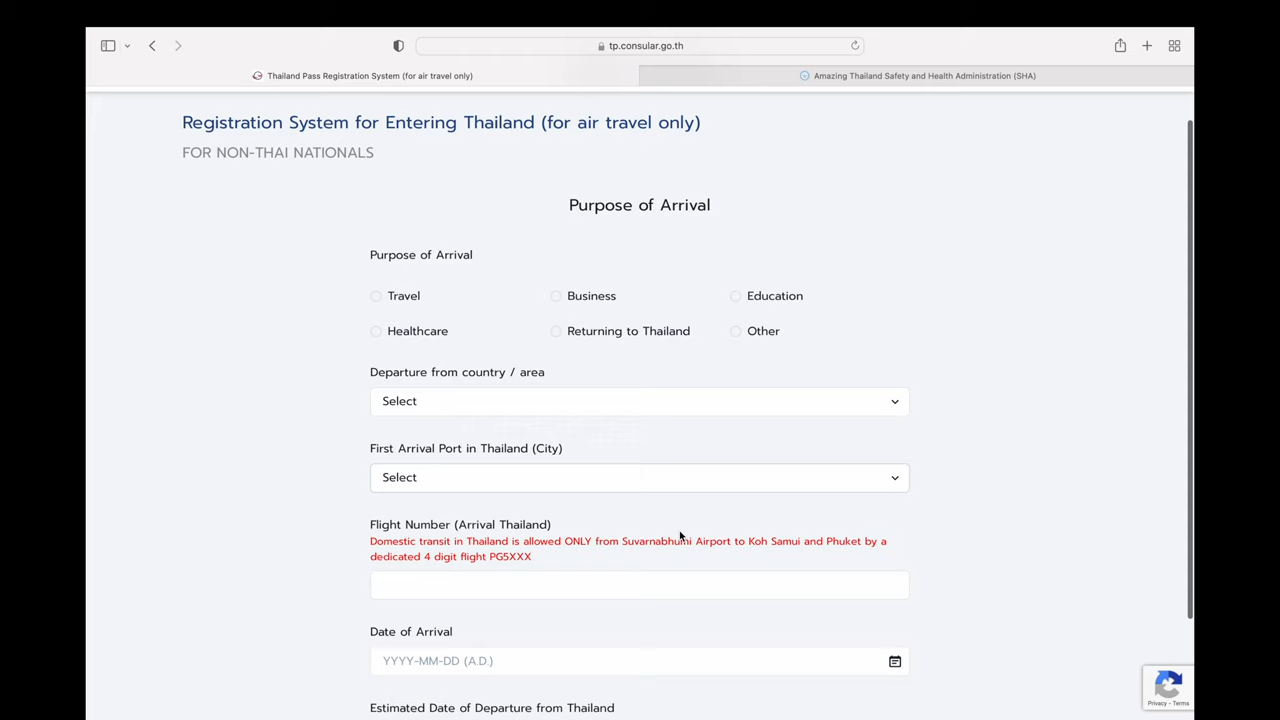 tp.consular.go.th
Thailand Pass Registration System (for air travel only)
Amazing Thailand Safety and Health Administration (SHA)
Registration System for Entering Thailand (for air travel only)
FOR NON-THAI NATIONALS
Purpose of Arrival
Purpose of Arrival
Travel Business Education
Healthcare Returning to Thailand Other
Departure from country / area
Select
First Arrival Port in Thailand (City)
Select
Flight Number (Arrival Thailand)
Domestic transit in Thailand is allowed ONLY from Suvarnabhumi Airport to Koh Samui and Phuket by a
dedicated 4 digit flight PG5XXX
Date of Arrival
YYYY-MM-DD (A.D.)
Estimated Date of Departure from Thailand
Privacy - Terms